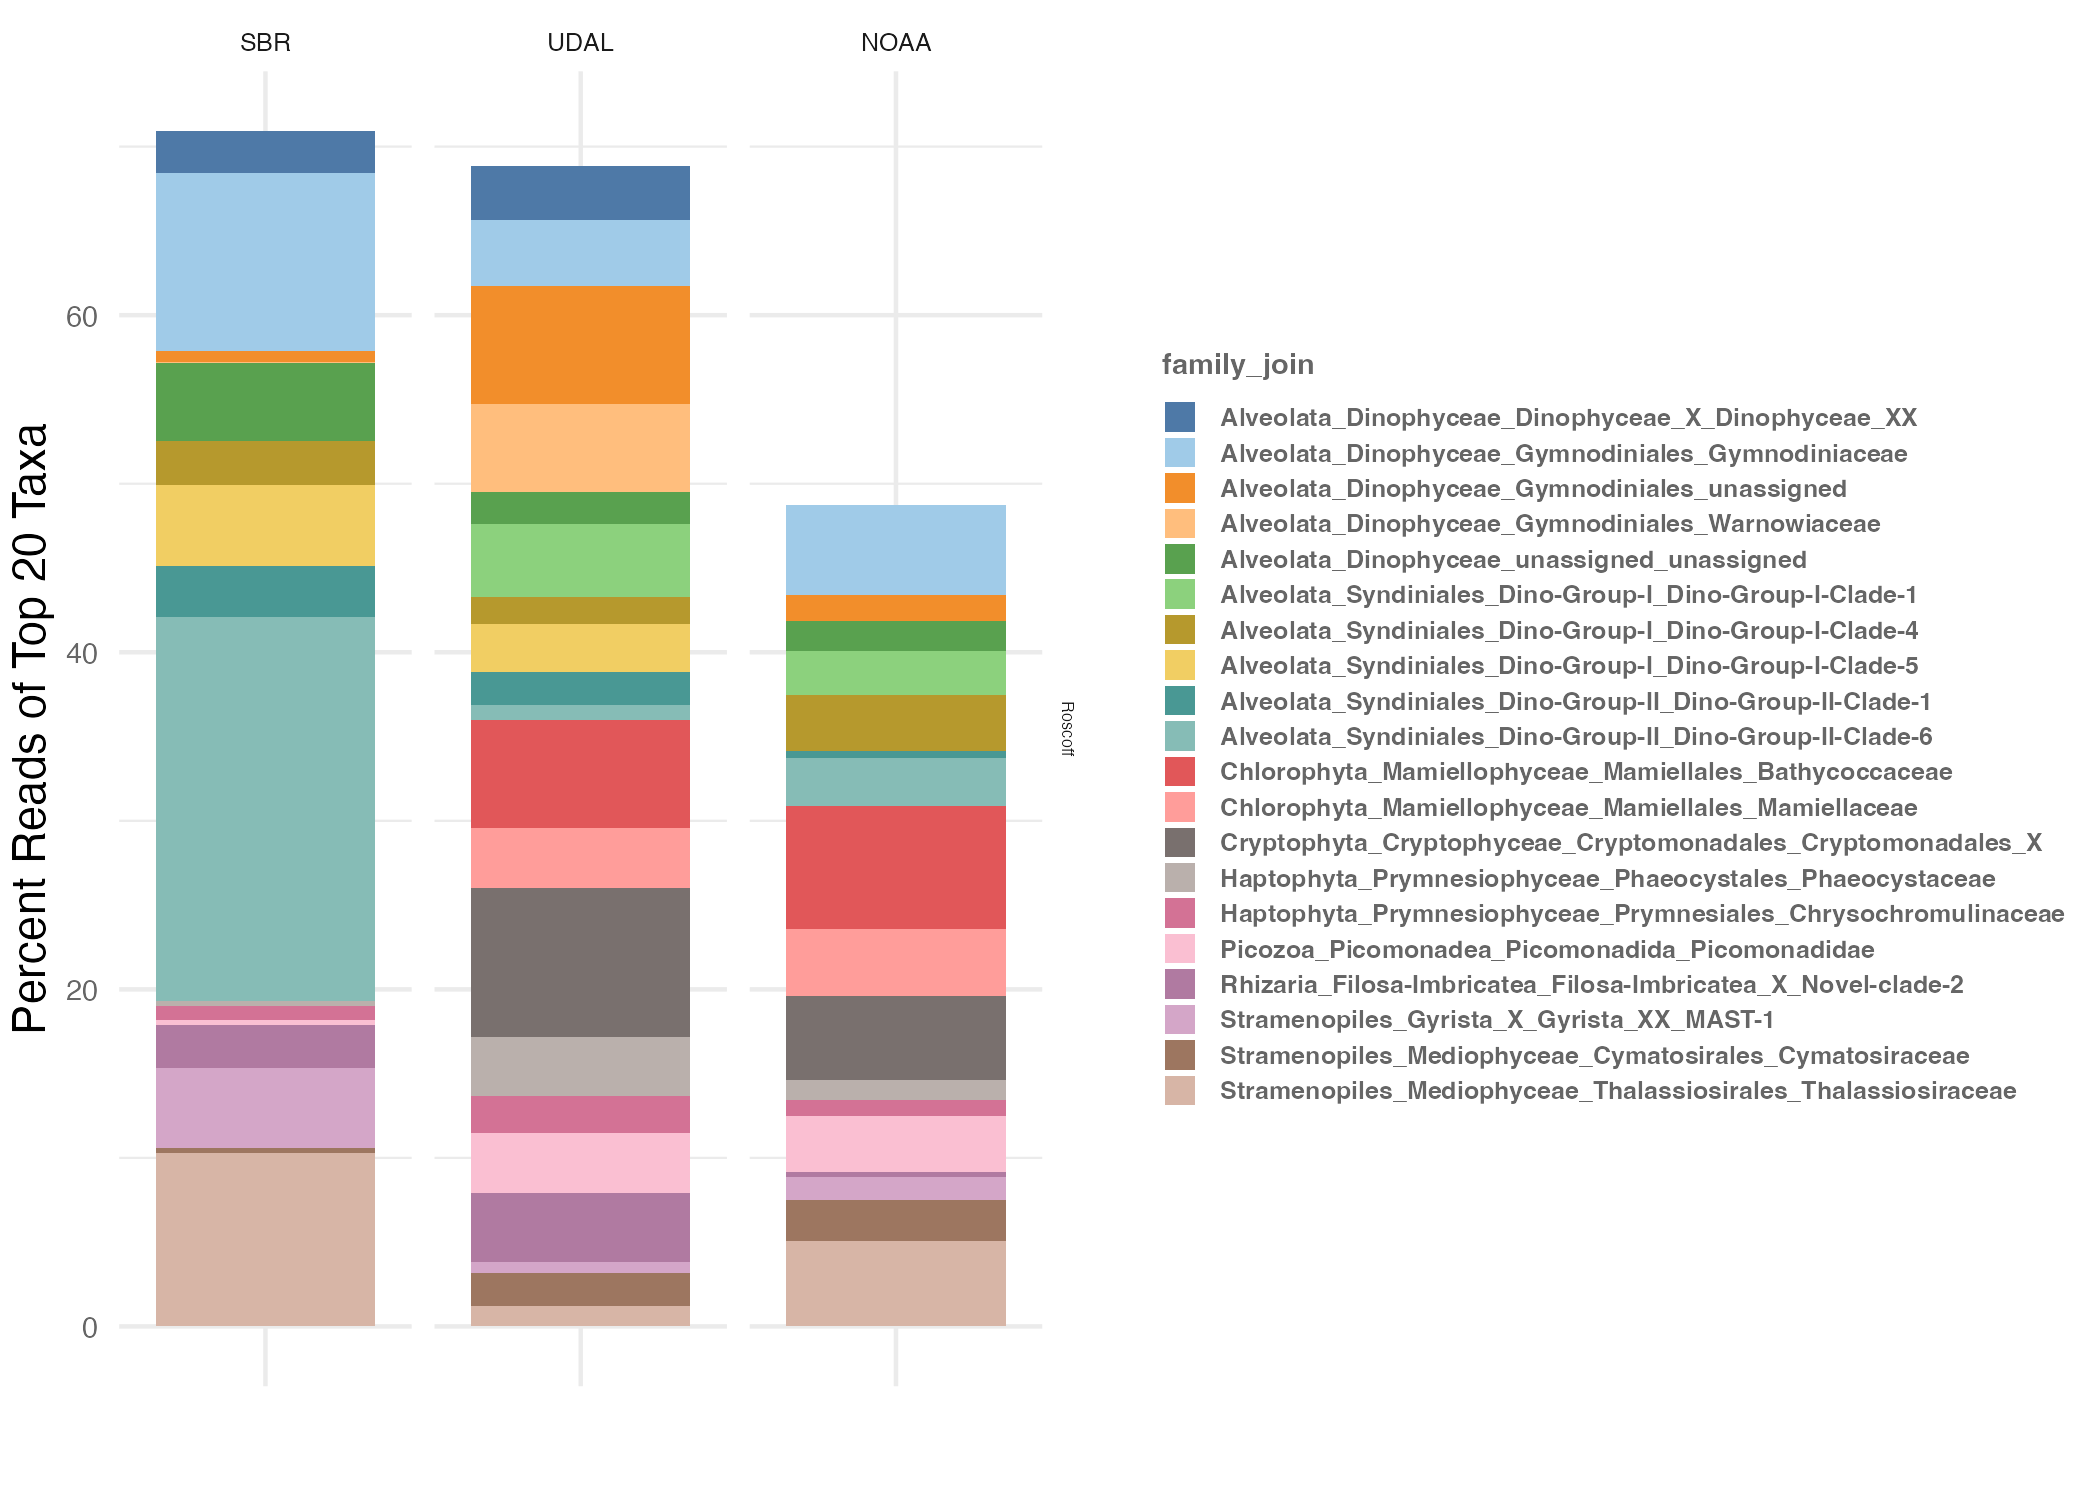 SBR
UDAL
NOAA
Percent Reads of Top 20 Taxa
60
40
20
0
Roscoff
family_join
Alveolata_Dinophyceae_Dinophyceae_X_Dinophyceae_XX
Alveolata_Dinophyceae_Gymnodiniales_Gymnodiniaceae
Alveolata_Dinophyceae_Gymnodiniales_unassigned
Alveolata_Dinophyceae_Gymnodiniales_Warnowiaceae
Alveolata_Dinophyceae_unassigned_unassigned
Alveolata_Syndiniales_Dino-Group-I_Dino-Group-I-Clade-1
Alveolata_Syndiniales_Dino-Group-I_Dino-Group-I-Clade-4
Alveolata_Syndiniales_Dino-Group-I_Dino-Group-I-Clade-5
Alveolata_Syndiniales_Dino-Group-II_Dino-Group-II-Clade-1
Alveolata_Syndiniales_Dino-Group-II_Dino-Group-II-Clade-6
Chlorophyta_Mamiellophyceae_Mamiellales_Bathycoccaceae
Chlorophyta_Mamiellophyceae_Mamiellales_Mamiellaceae
Cryptophyta_Cryptophyceae_Cryptomonadales_Cryptomonadales_X
Haptophyta_Prymnesiophyceae_Phaeocystales_Phaeocystaceae
Haptophyta_Prymnesiophyceae_Prymnesiales_Chrysochromulinaceae
Picozoa_Picomonadea_Picomonadida_Picomonadidae
Rhizaria_Filosa-Imbricatea_Filosa-Imbricatea_X_Novel-clade-2
Stramenopiles_Gyrista_X_Gyrista_XX_MAST-1
Stramenopiles_Mediophyceae_Cymatosirales_Cymatosiraceae
Stramenopiles_Mediophyceae_Thalassiosirales_Thalassiosiraceae